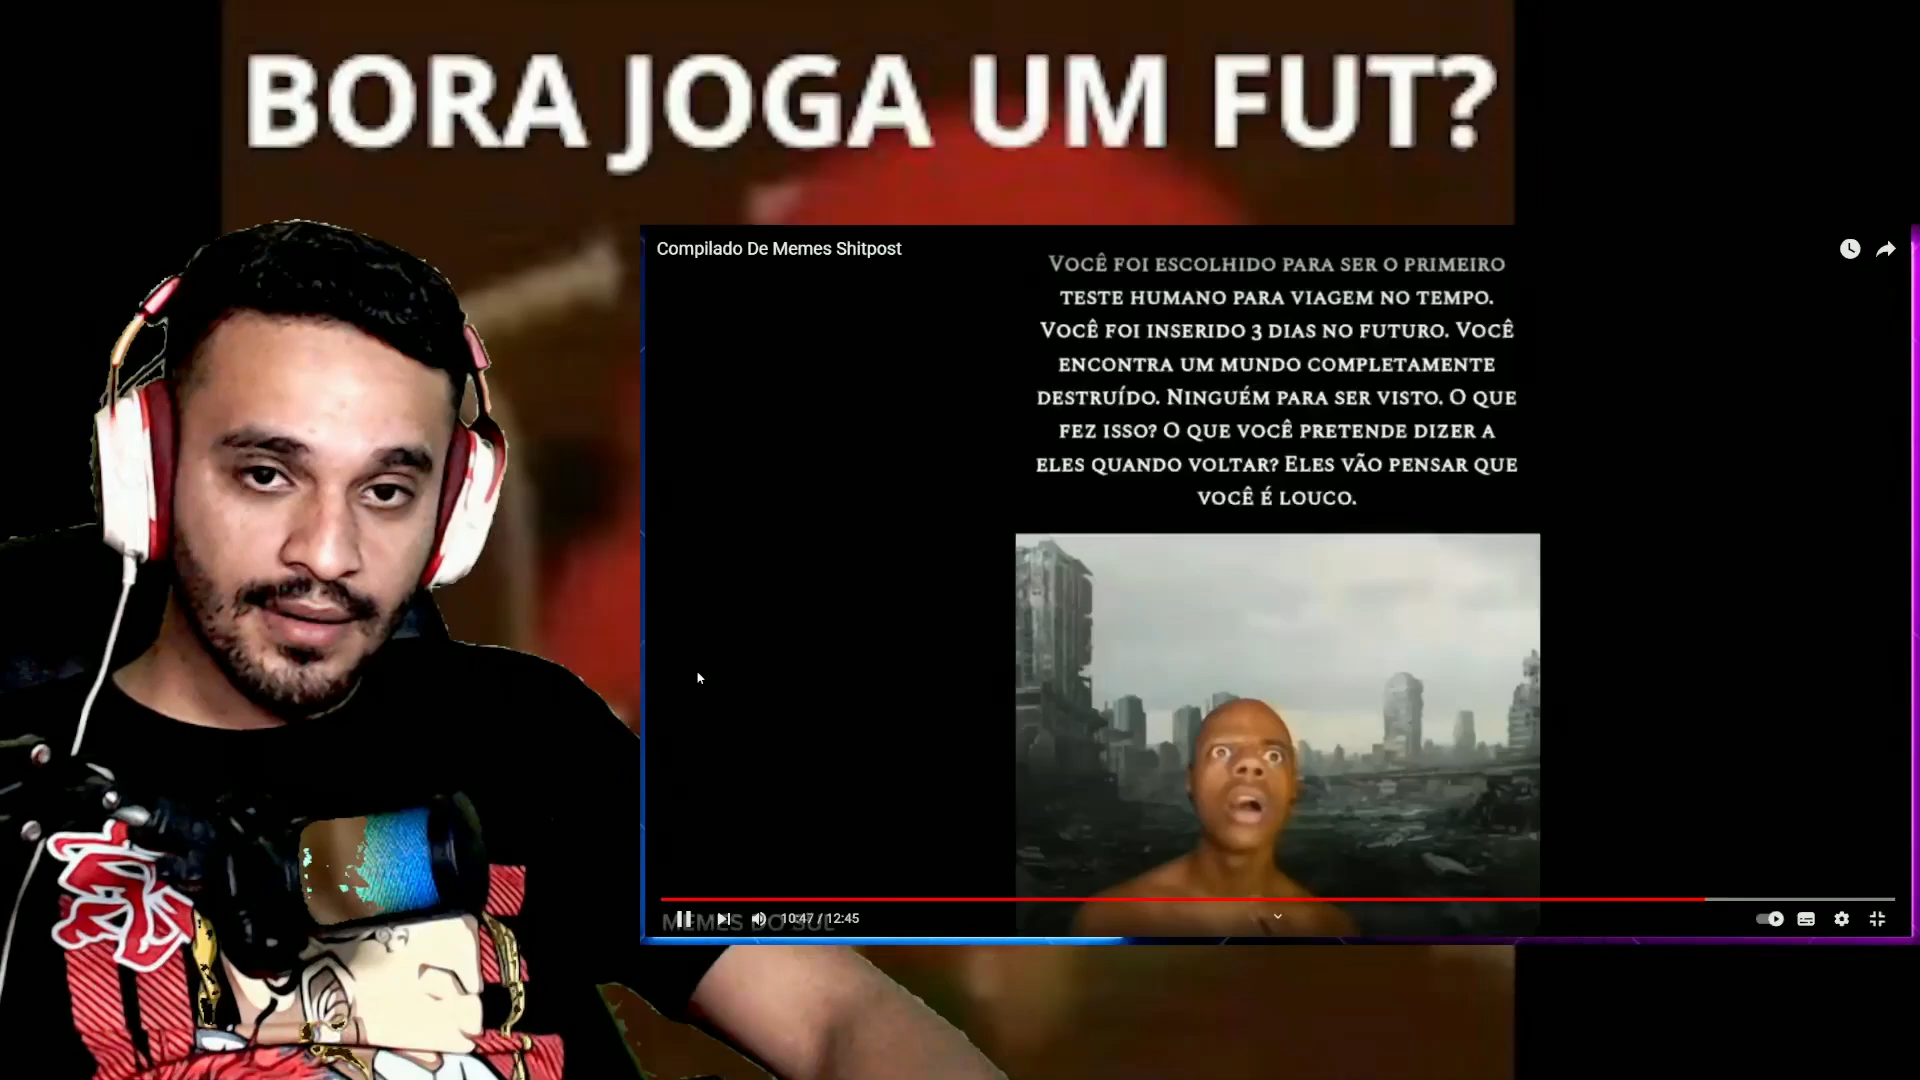 BORA JOGA UM FUT?
Compilado De Memes Shitpost
VOCÊ FOI ESCOLHIDO PARA SER O PRIMEIRO
TESTE HUMANO PARA VIAGEM NO TEMPO.
VOCÊ FOI INSERIDO 3 DIAS NO FUTURO. VOCÊ
ENCONTRA UM MUNDO COMPLETAMENTE
DESTRUÍDO. NINGUÉM PARA SER VISTO. O QUE
FEZ ISSO? O QUE VOCÊ PRETENDE DIZER A
ELES QUANDO VOLTAR? ELES VÃO PENSAR QUE
VOCÊ É LOUCO.
MEMES DO SUL
10:47 / 12:45